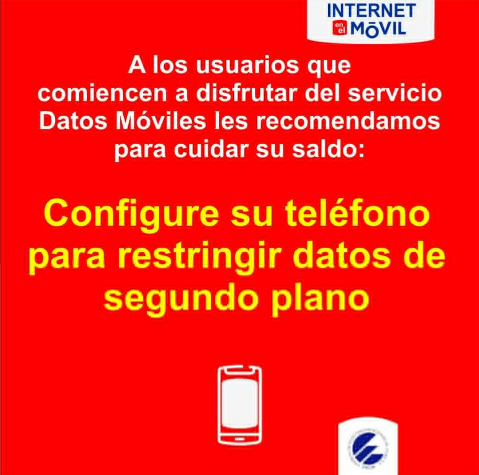 INTERNET
en el MÓVIL
A los usuarios que
comiencen a disfrutar del servicio
Datos Móviles les recomendamos
para cuidar su saldo:
Configure su teléfono
para restringir datos de
segundo plano